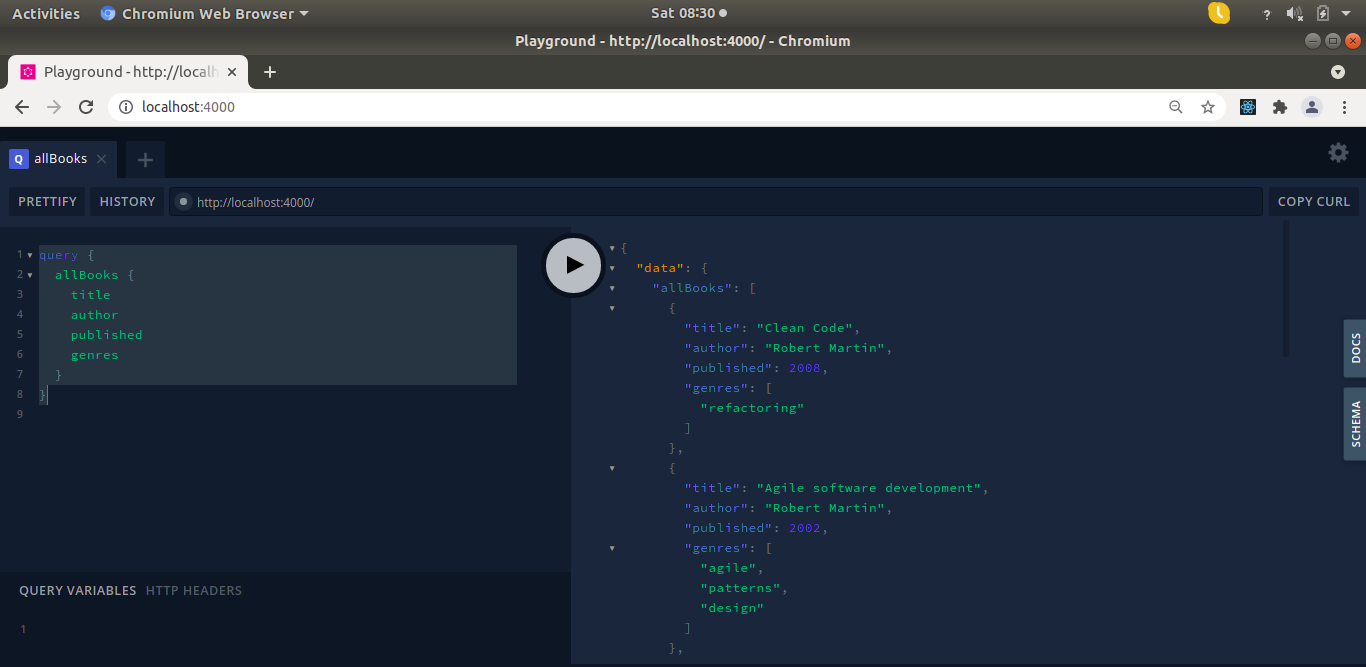 Activities Chromium Web Browser Sat 08:30 ?
Playground - http://localhost:4000/ - Chromium
Playground - http://localh
localhost:4000
Q allBooks
PRETTIFY HISTORY http://localhost:4000/ COPY CURL
1 query {
2 allBooks {
3 title
4 author
5 published
6 genres
7 }
8 }
9
QUERY VARIABLES HTTP HEADERS
1
{
"data": {
"allBooks": [
{
"title": "Clean Code",
"author": "Robert Martin",
"published": 2008,
"genres": [
"refactoring"
]
},
{
"title": "Agile software development",
"author": "Robert Martin",
"published": 2002,
"genres": [
"agile",
"patterns",
"design"
]
},
DOCS
SCHEMA